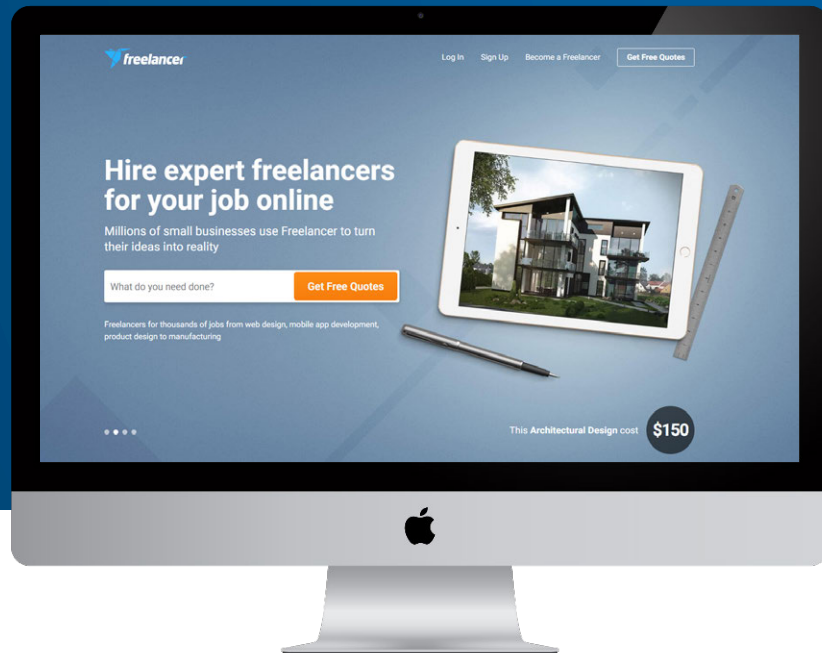 freelancer
Log In
Sign Up
Become a Freelancer
Get Free Quotes
Hire expert freelancers
for your job online
Millions of small businesses use Freelancer to turn
their ideas into reality
What do you need done?
Get Free Quotes
Freelancers for thousands of jobs from web design, mobile app development,
product design to manufacturing
This Architectural Design cost
$150